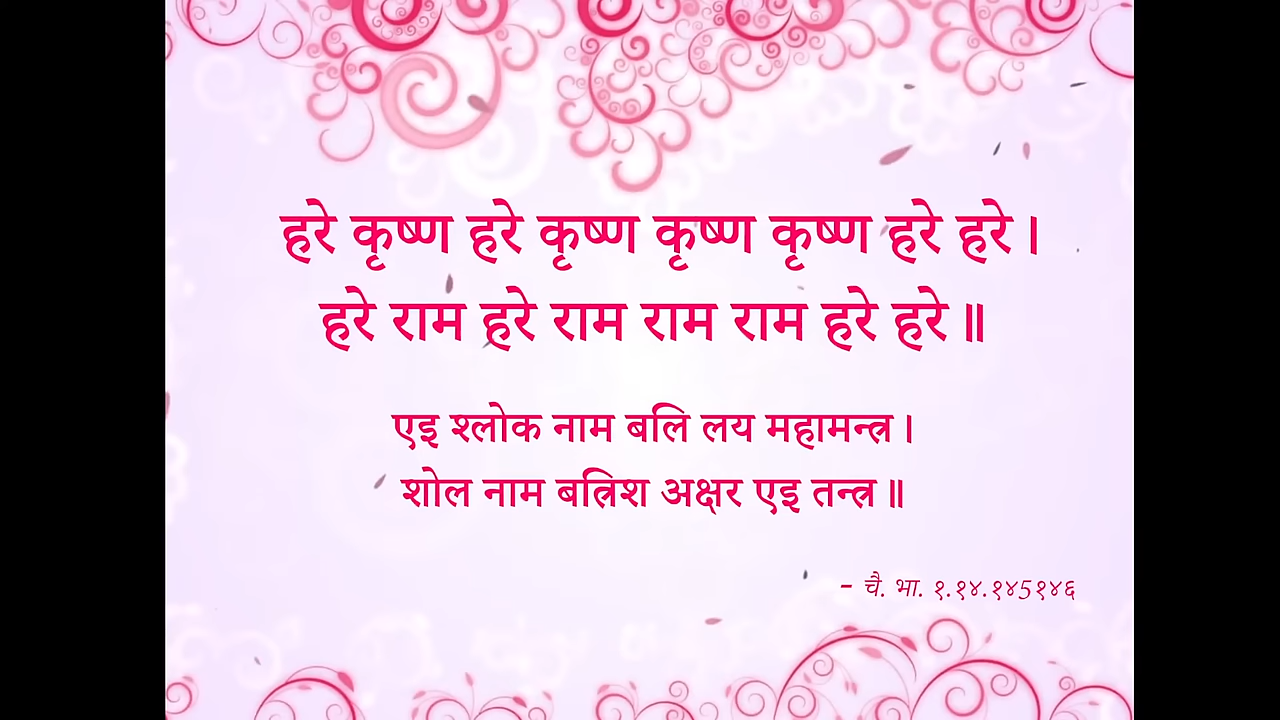 हरे कृष्ण हरे कृष्ण कृष्ण कृष्ण हरे हरे।
हरे राम हरे राम राम राम हरे हरे॥
एइ श्लोक नाम बलि लय महामन्त्र।
शोल नाम बत्रिश अक्षर एइ तन्त्र॥
- चै. भा. १.१४.१४5१४६